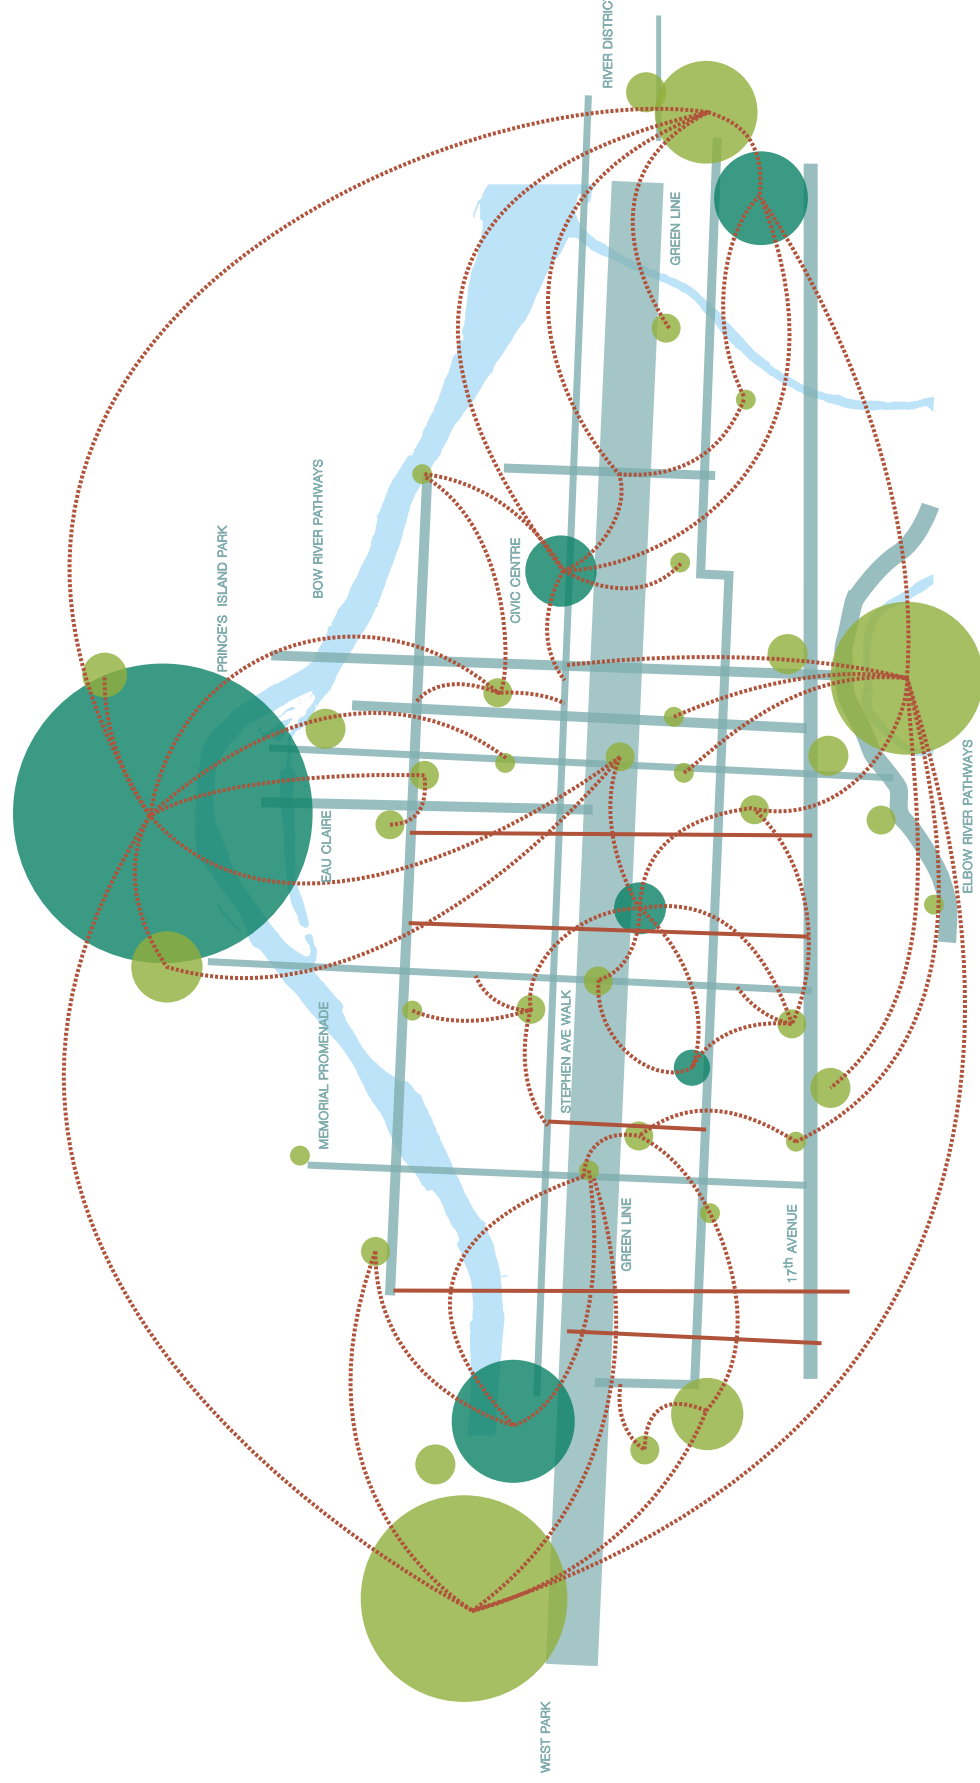 PRINCE'S ISLAND PARK
BOW RIVER PATHWAYS
MEMORIAL PROMENADE
EAU CLAIRE
CIVIC CENTRE
WEST PARK
STEPHEN AVE WALK
RIVER DISTRIC
GREEN LINE
GREEN LINE
17th AVENUE
ELBOW RIVER PATHWAYS